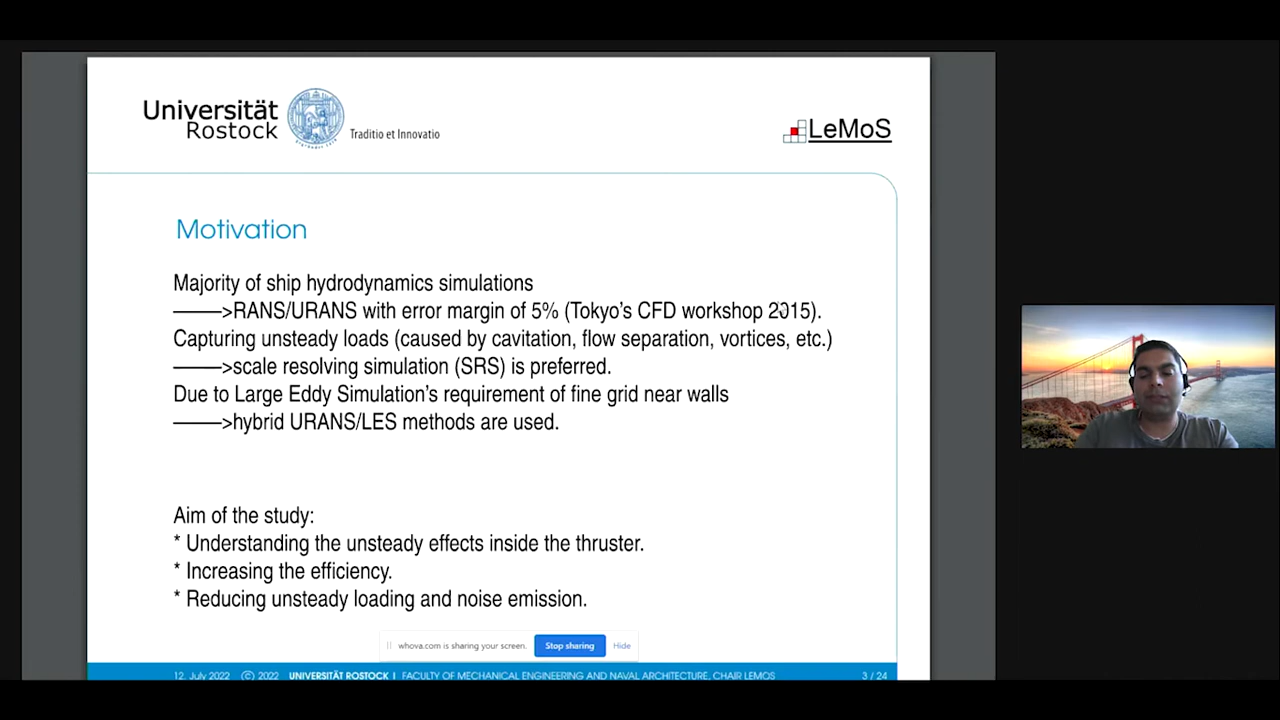 Universität
Rostock
Traditio et Innovatio
LeMoS
Motivation
Majority of ship hydrodynamics simulations
——>RANS/URANS with error margin of 5% (Tokyo's CFD workshop 2015).
Capturing unsteady loads (caused by cavitation, flow separation, vortices, etc.)
——>scale resolving simulation (SRS) is preferred.
Due to Large Eddy Simulation's requirement of fine grid near walls
——>hybrid URANS/LES methods are used.
Aim of the study:
* Understanding the unsteady effects inside the thruster.
* Increasing the efficiency.
* Reducing unsteady loading and noise emission.
whova.com is sharing your screen. Stop sharing Hide
12. July 2022 © 2022 UNIVERSITÄT ROSTOCK | FACULTY OF MECHANICAL ENGINEERING AND NAVAL ARCHITECTURE, CHAIR LEMOS 3 / 24